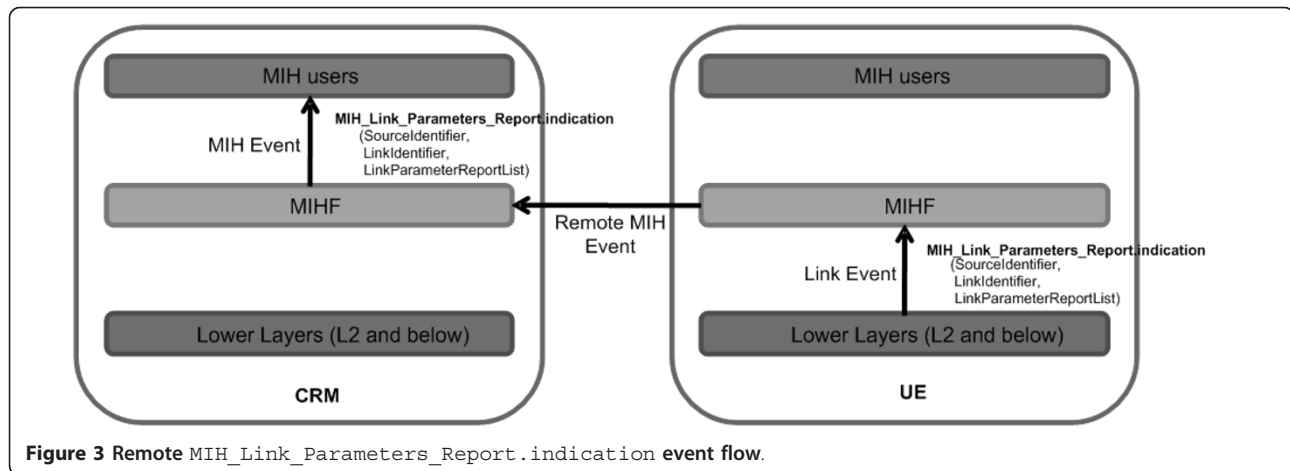 MIH users
MIH Event
MIH_Link_Parameters_Report.indication
(SourceIdentifier,
LinkIdentifier,
LinkParameterReportList)
MIHF
Lower Layers (L2 and below)
CRM
Remote MIH
Event
MIH users
MIHF
Link Event
MIH_Link_Parameters_Report.indication
(SourceIdentifier,
LinkIdentifier,
LinkParameterReportList)
Lower Layers (L2 and below)
UE
Figure 3 Remote MIH_Link_Parameters_Report.indication event flow.